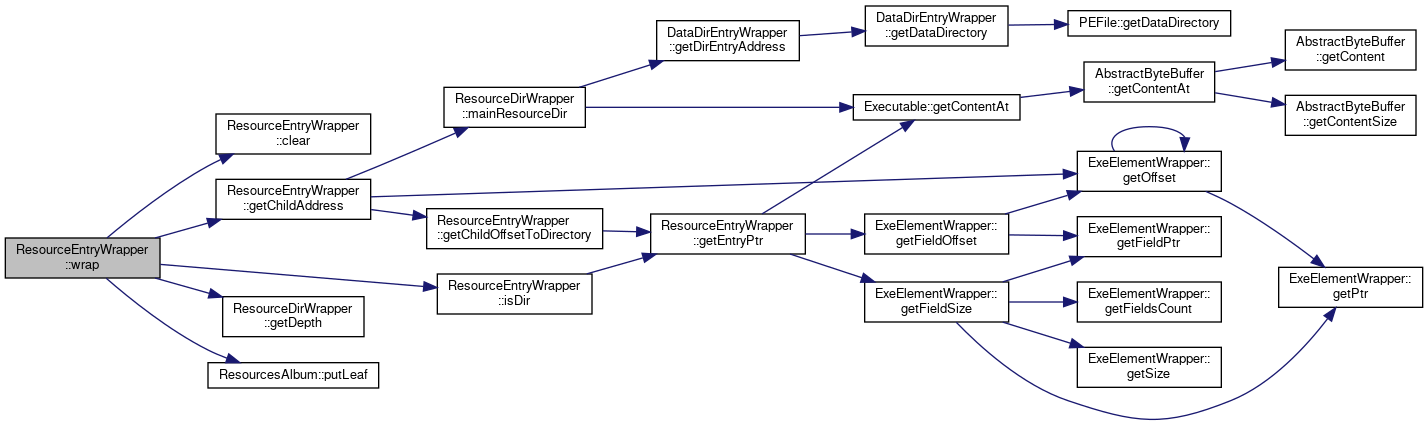 ResourceEntryWrapper
::wrap
ResourceEntryWrapper
::clear
ResourceEntryWrapper
::getChildAddress
ResourceDirWrapper
::getDepth
ResourcesAlbum::putLeaf
ResourceDirWrapper
::mainResourceDir
ResourceEntryWrapper
::getChildOffsetToDirectory
ResourceEntryWrapper
::isDir
DataDirEntryWrapper
::getDirEntryAddress
ResourceEntryWrapper
::getEntryPtr
DataDirEntryWrapper
::getDataDirectory
Executable::getContentAt
ExeElementWrapper::
getFieldOffset
ExeElementWrapper::
getFieldSize
PEFile::getDataDirectory
AbstractByteBuffer
::getContentAt
ExeElementWrapper::
getOffset
ExeElementWrapper::
getFieldPtr
ExeElementWrapper::
getFieldsCount
ExeElementWrapper::
getSize
AbstractByteBuffer
::getContent
AbstractByteBuffer
::getContentSize
ExeElementWrapper::
getPtr